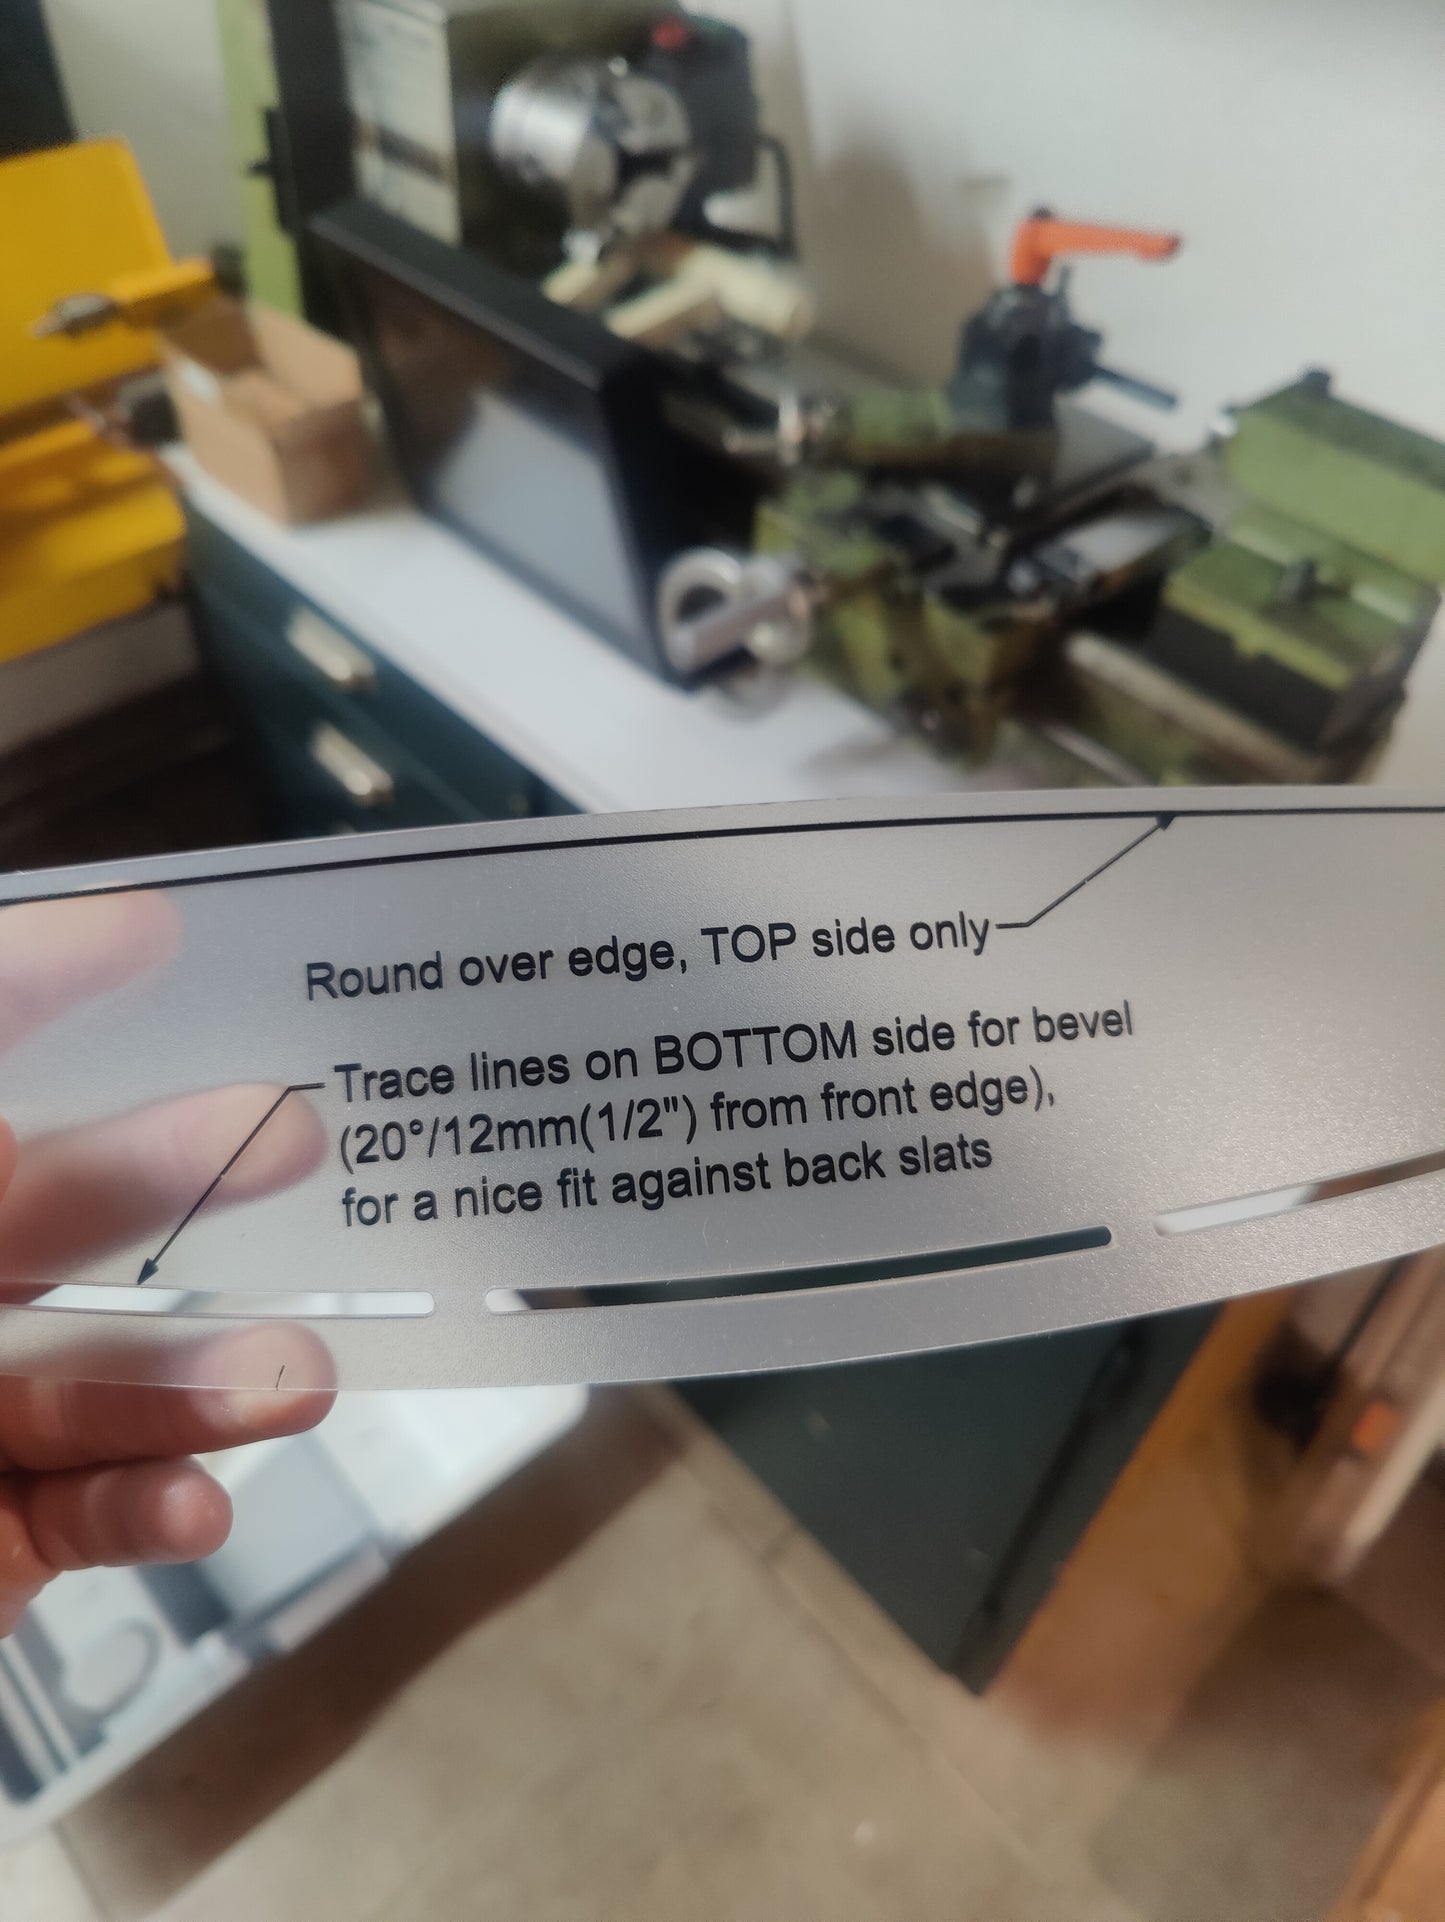 Round over edge, TOP side only
Trace lines on BOTTOM side for bevel
(20°/12mm(1/2") from front edge),
for a nice fit against back slats